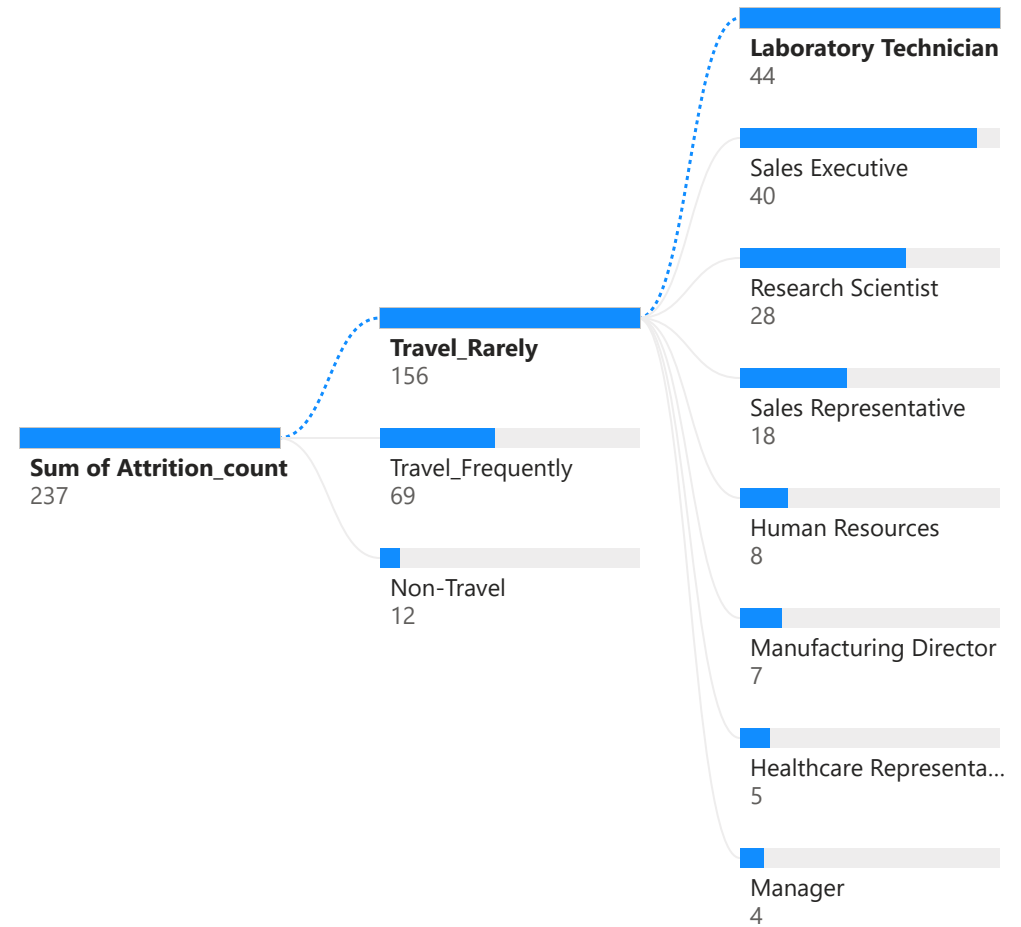 Sum of Attrition_count
237
Travel_Rarely
156
Travel_Frequently
69
Non-Travel
12
Laboratory Technician
44
Sales Executive
40
Research Scientist
28
Sales Representative
18
Human Resources
8
Manufacturing Director
7
Healthcare Representa...
5
Manager
4